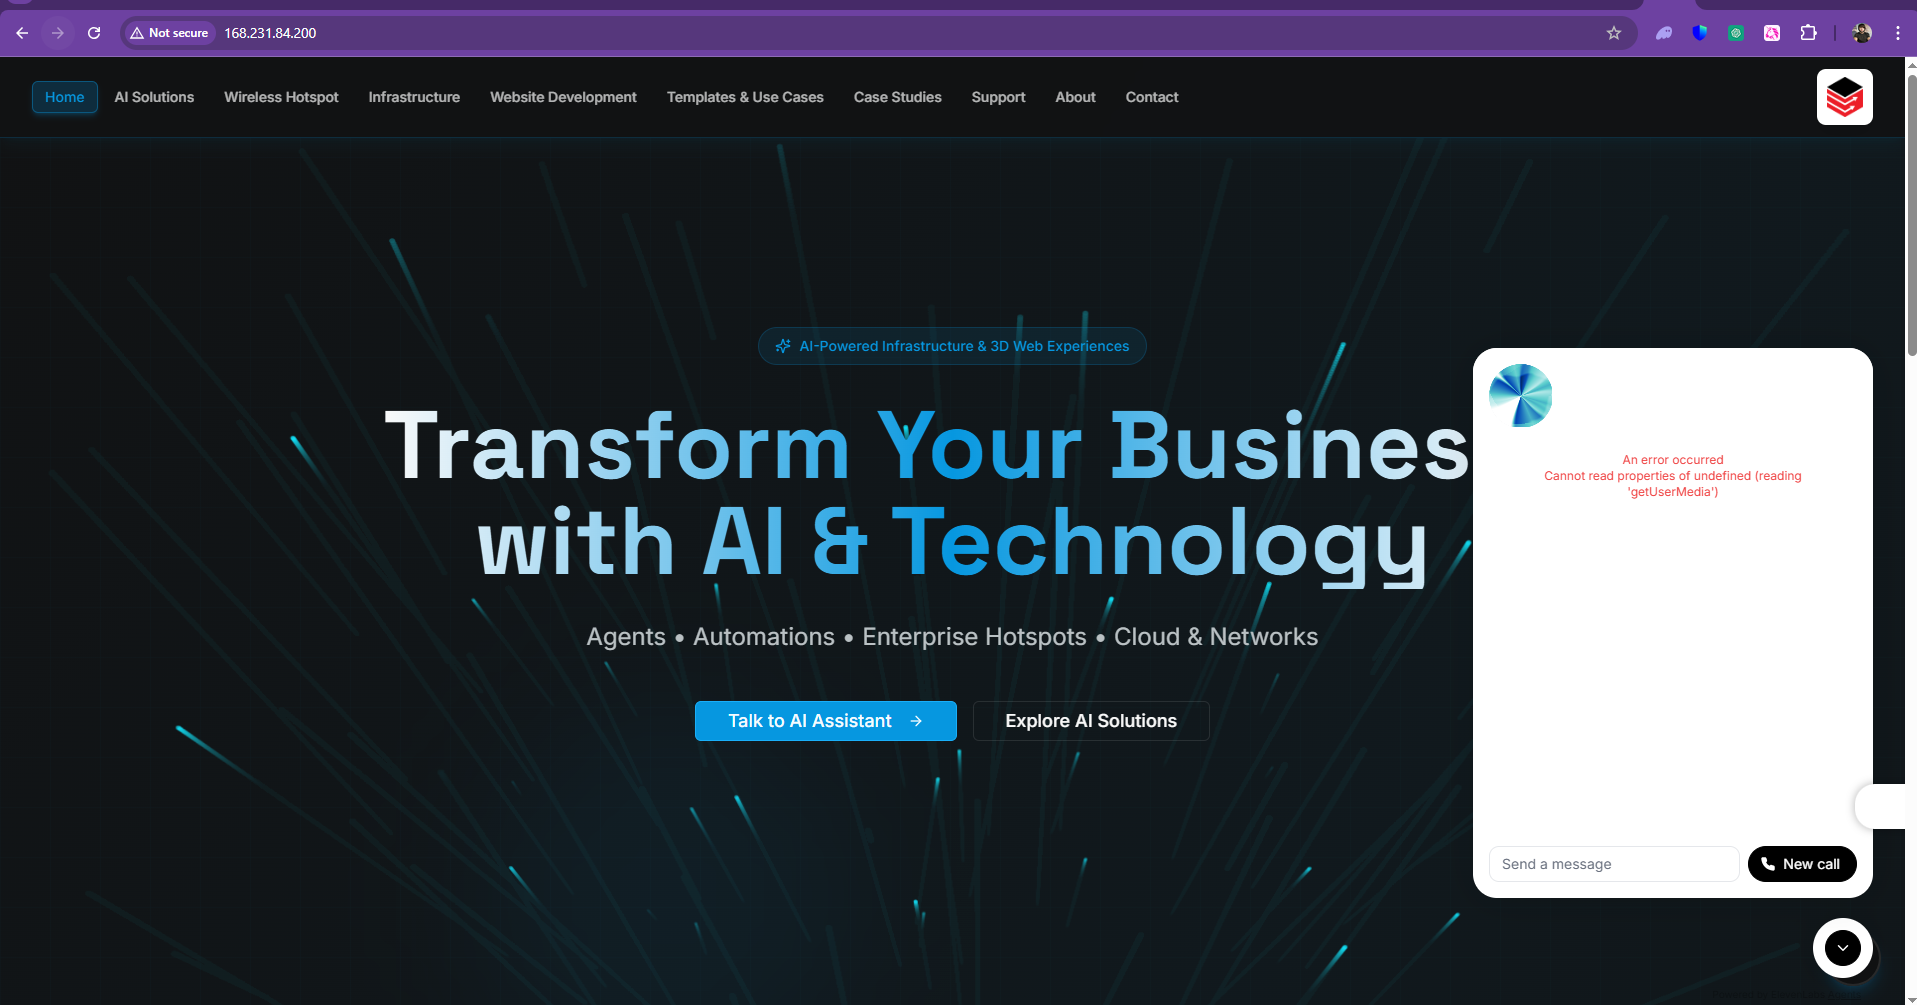 Not secure
168.231.84.200
Home
AI Solutions
Wireless Hotspot
Infrastructure
Website Development
Templates & Use Cases
Case Studies
Support
About
Contact
AI-Powered Infrastructure & 3D Web Experiences
Transform Your Busines
with AI & Technology
Agents • Automations • Enterprise Hotspots • Cloud & Networks
Talk to AI Assistant
Explore AI Solutions
An error occurred
Cannot read properties of undefined (reading
'getUserMedia')
Send a message
New call